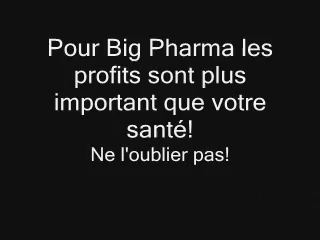 Pour Big Pharma les
profits sont plus
important que votre
santé!
Ne l'oublier pas!